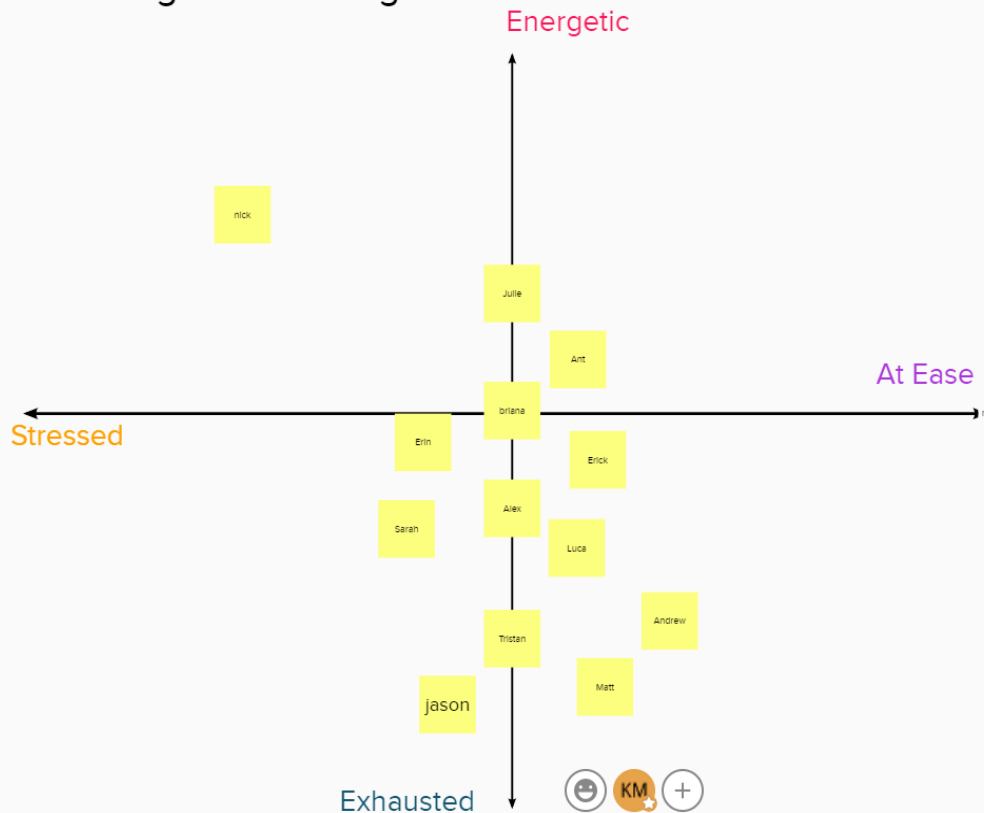 Energetic
nick
Julie
Ant
At Ease
briana
Stressed
Erin
Erick
Alex
Sarah
Luca
Andrew
Tristan
Matt
jason
Exhausted
KM